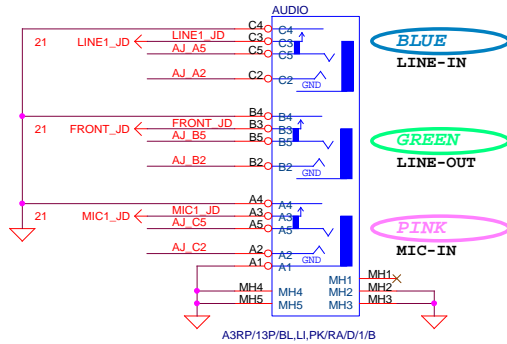 AUDIO
C4 C4
21 LINE1_JD LINE1_JD C3 C3
AJ_A5 C5 C5
BLUE
LINE-IN
AJ_A2 C2 C2
GND
B4 B4
21 FRONT_JD FRONT_JD B3 B3
AJ_B5 B5 B5
GREEN
LINE-OUT
AJ_B2 B2 B2
GND
A4 A4
21 MIC1_JD MIC1_JD A3 A3
AJ_C5 A5 A5
PINK
MIC-IN
AJ_C2 A2 A2
GND
A1 A1
MH1 MH1
MH4 MH4 MH2 MH2
MH5 MH5 MH3 MH3
A3RP/13P/BL,LI,PK/RA/D/1/B